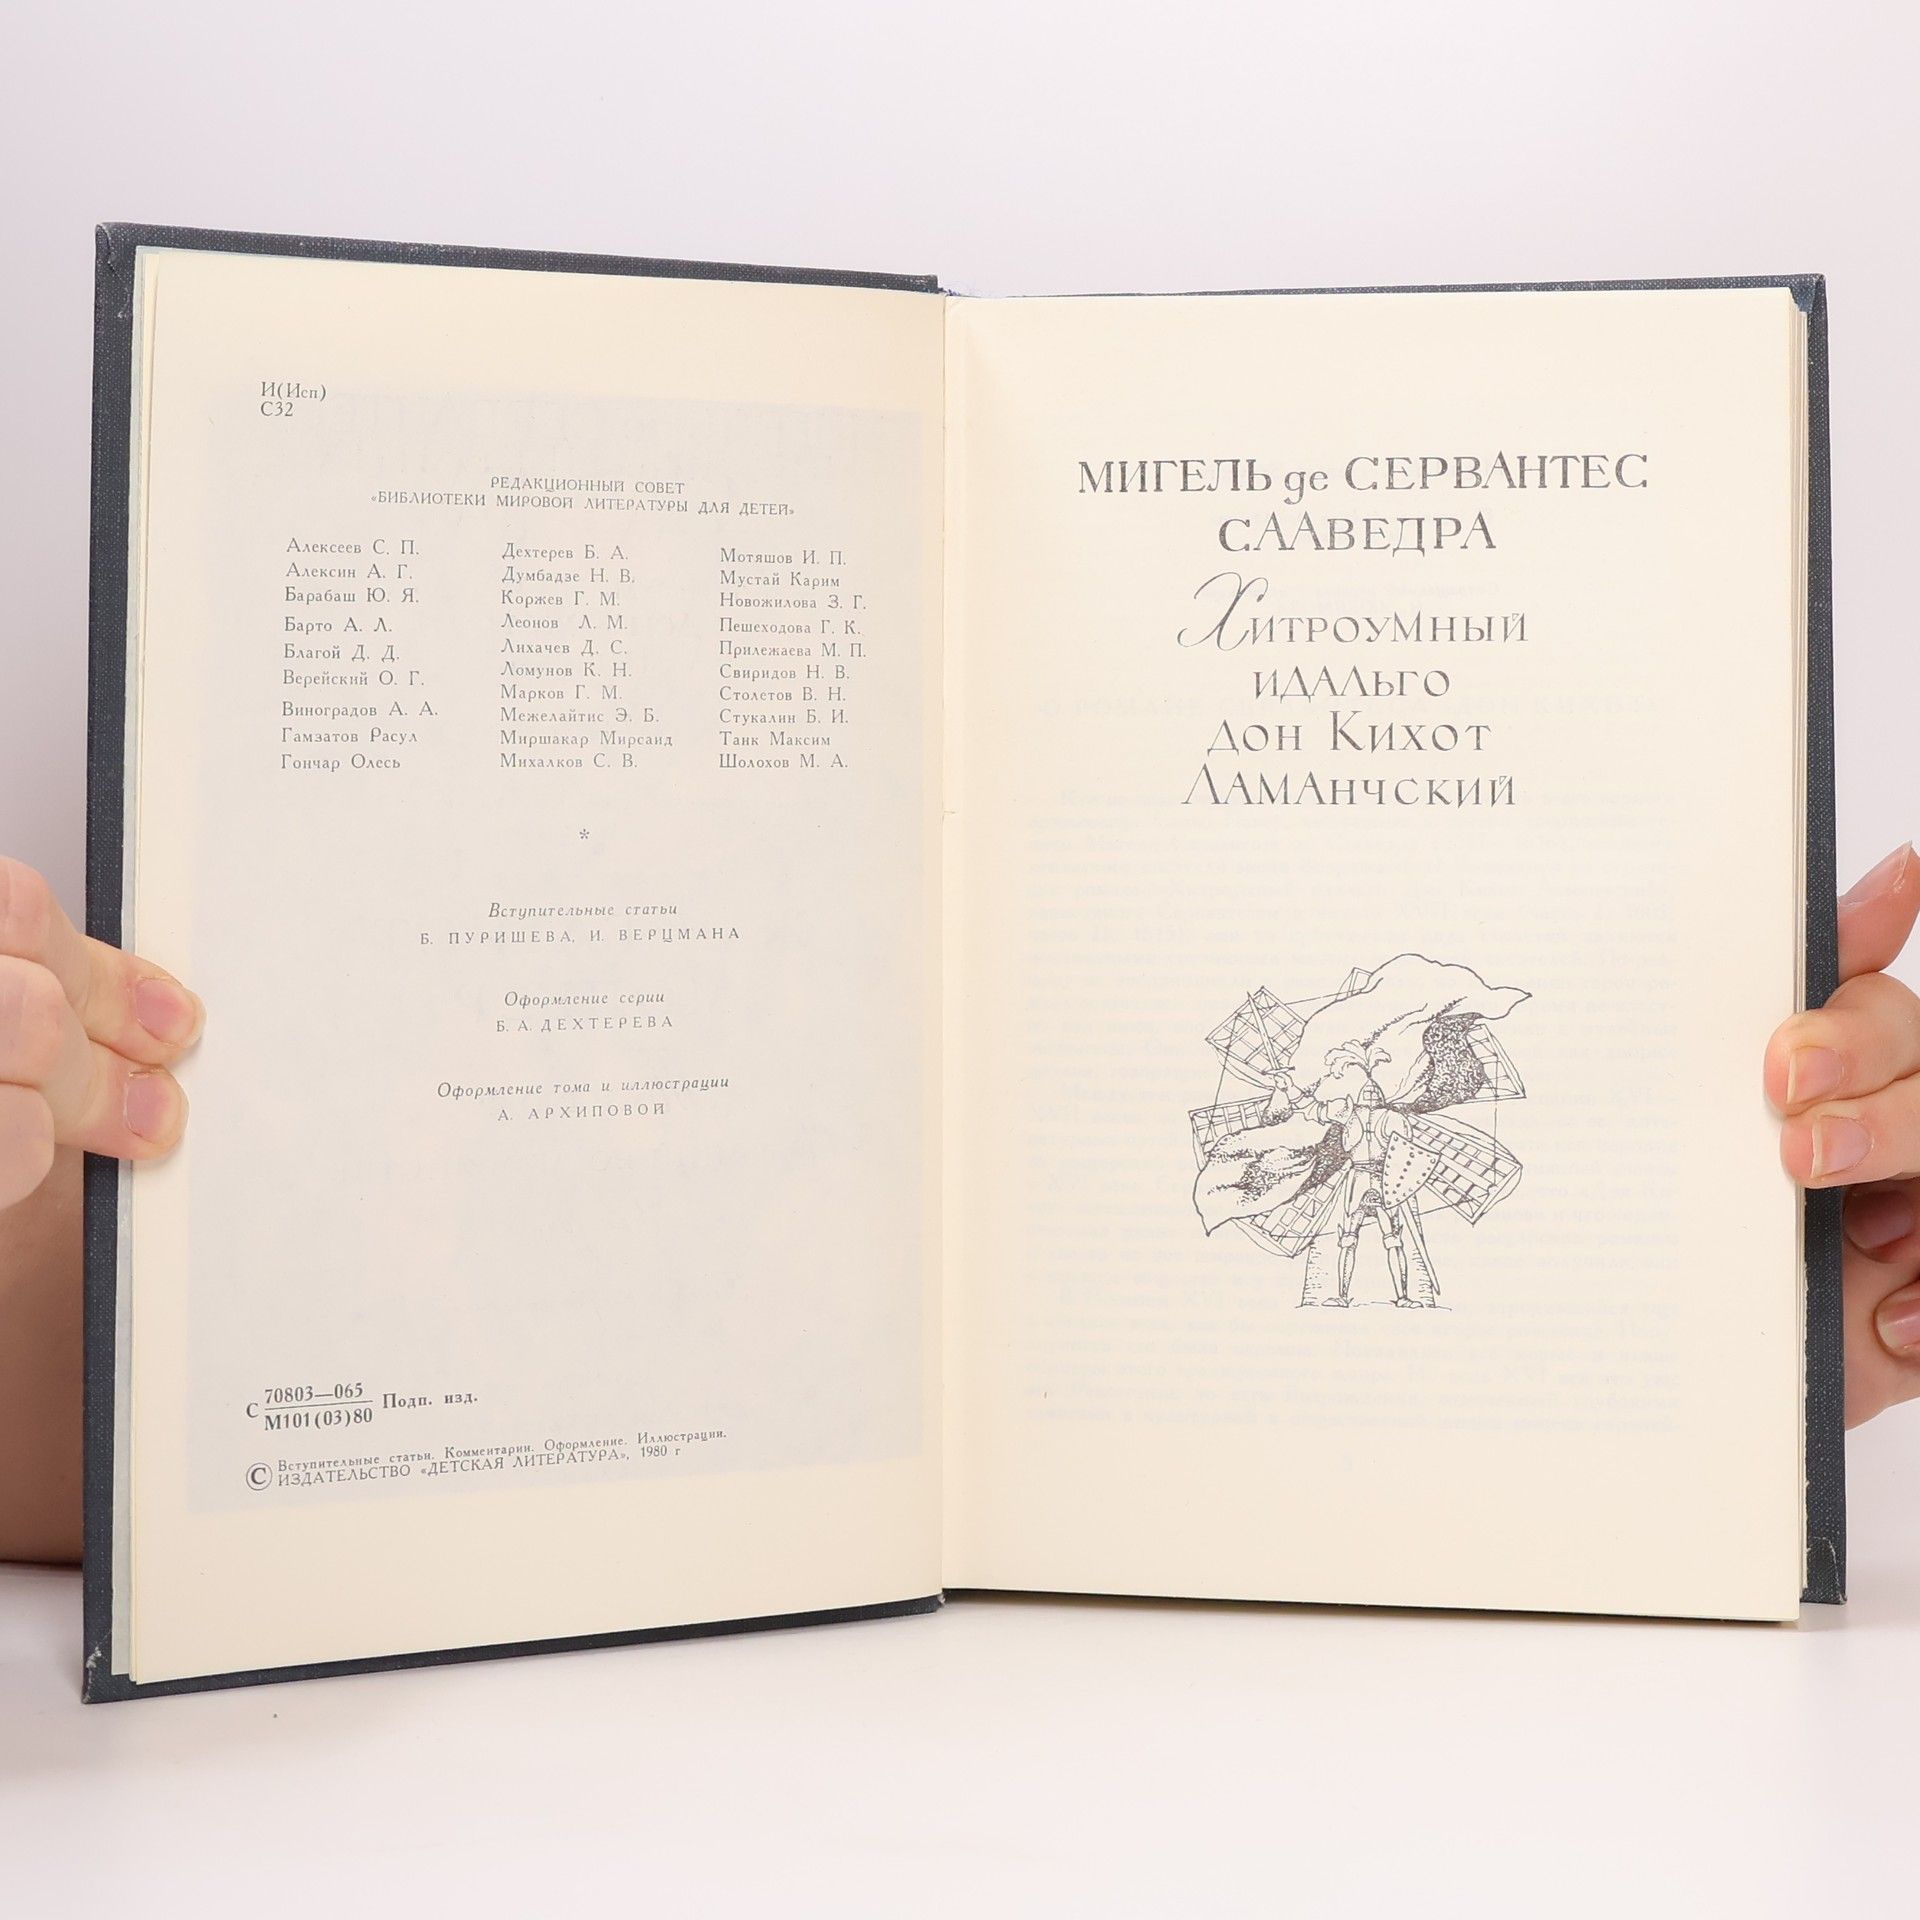 И(Исп)
С32
РЕДАКЦИОННЫЙ СОВЕТ
«БИБЛИОТЕКИ МИРОВОЙ ЛИТЕРАТУРЫ ДЛЯ ДЕТЕЙ»
Алексеев С. П.
Алексин А. Г.
Барабаш Ю. Я.
Барто А. Л.
Благой Д. Д.
Верейский О. Г.
Виноградов А. А.
Гамзатов Расул
Гончар Олесь
Дехтерев Б. А.
Думбадзе Н. В.
Коржев Г. М.
Леонов Л. М.
Лихачев Д. С.
Ломунов К. Н.
Марков Г. М.
Межелайтис Э. Б.
Миршакар Мирсаид
Михалков С. В.
Мотяшов И. П.
Мустай Карим
Новожилова З. Г.
Пешеходова Г. К.
Прилежаева М. П.
Свиридов Н. В.
Столетов В. Н.
Стукалин Б. И.
Танк Максим
Шолохов М. А.
*
Вступительные статьи
Б. ПУРИШЕВА, И. ВЕРЦМАНА
Оформление серии
Б. А. ДЕХТЕРЕВА
Оформление тома и иллюстрации
А. АРХИПОВОЙ
С 70803—065
М101(03)80 Подп. изд.
Вступительные статьи. Комментарии. Оформление. Иллюстрации.
© ИЗДАТЕЛЬСТВО «ДЕТСКАЯ ЛИТЕРАТУРА», 1980 г
МИГЕЛЬ де СЕРВАНТЕС
СААВЕДРА
ХИТРОУМНЫЙ
ИДАЛЬГО
ДОН КИХОТ
ЛАМАНЧСКИЙ